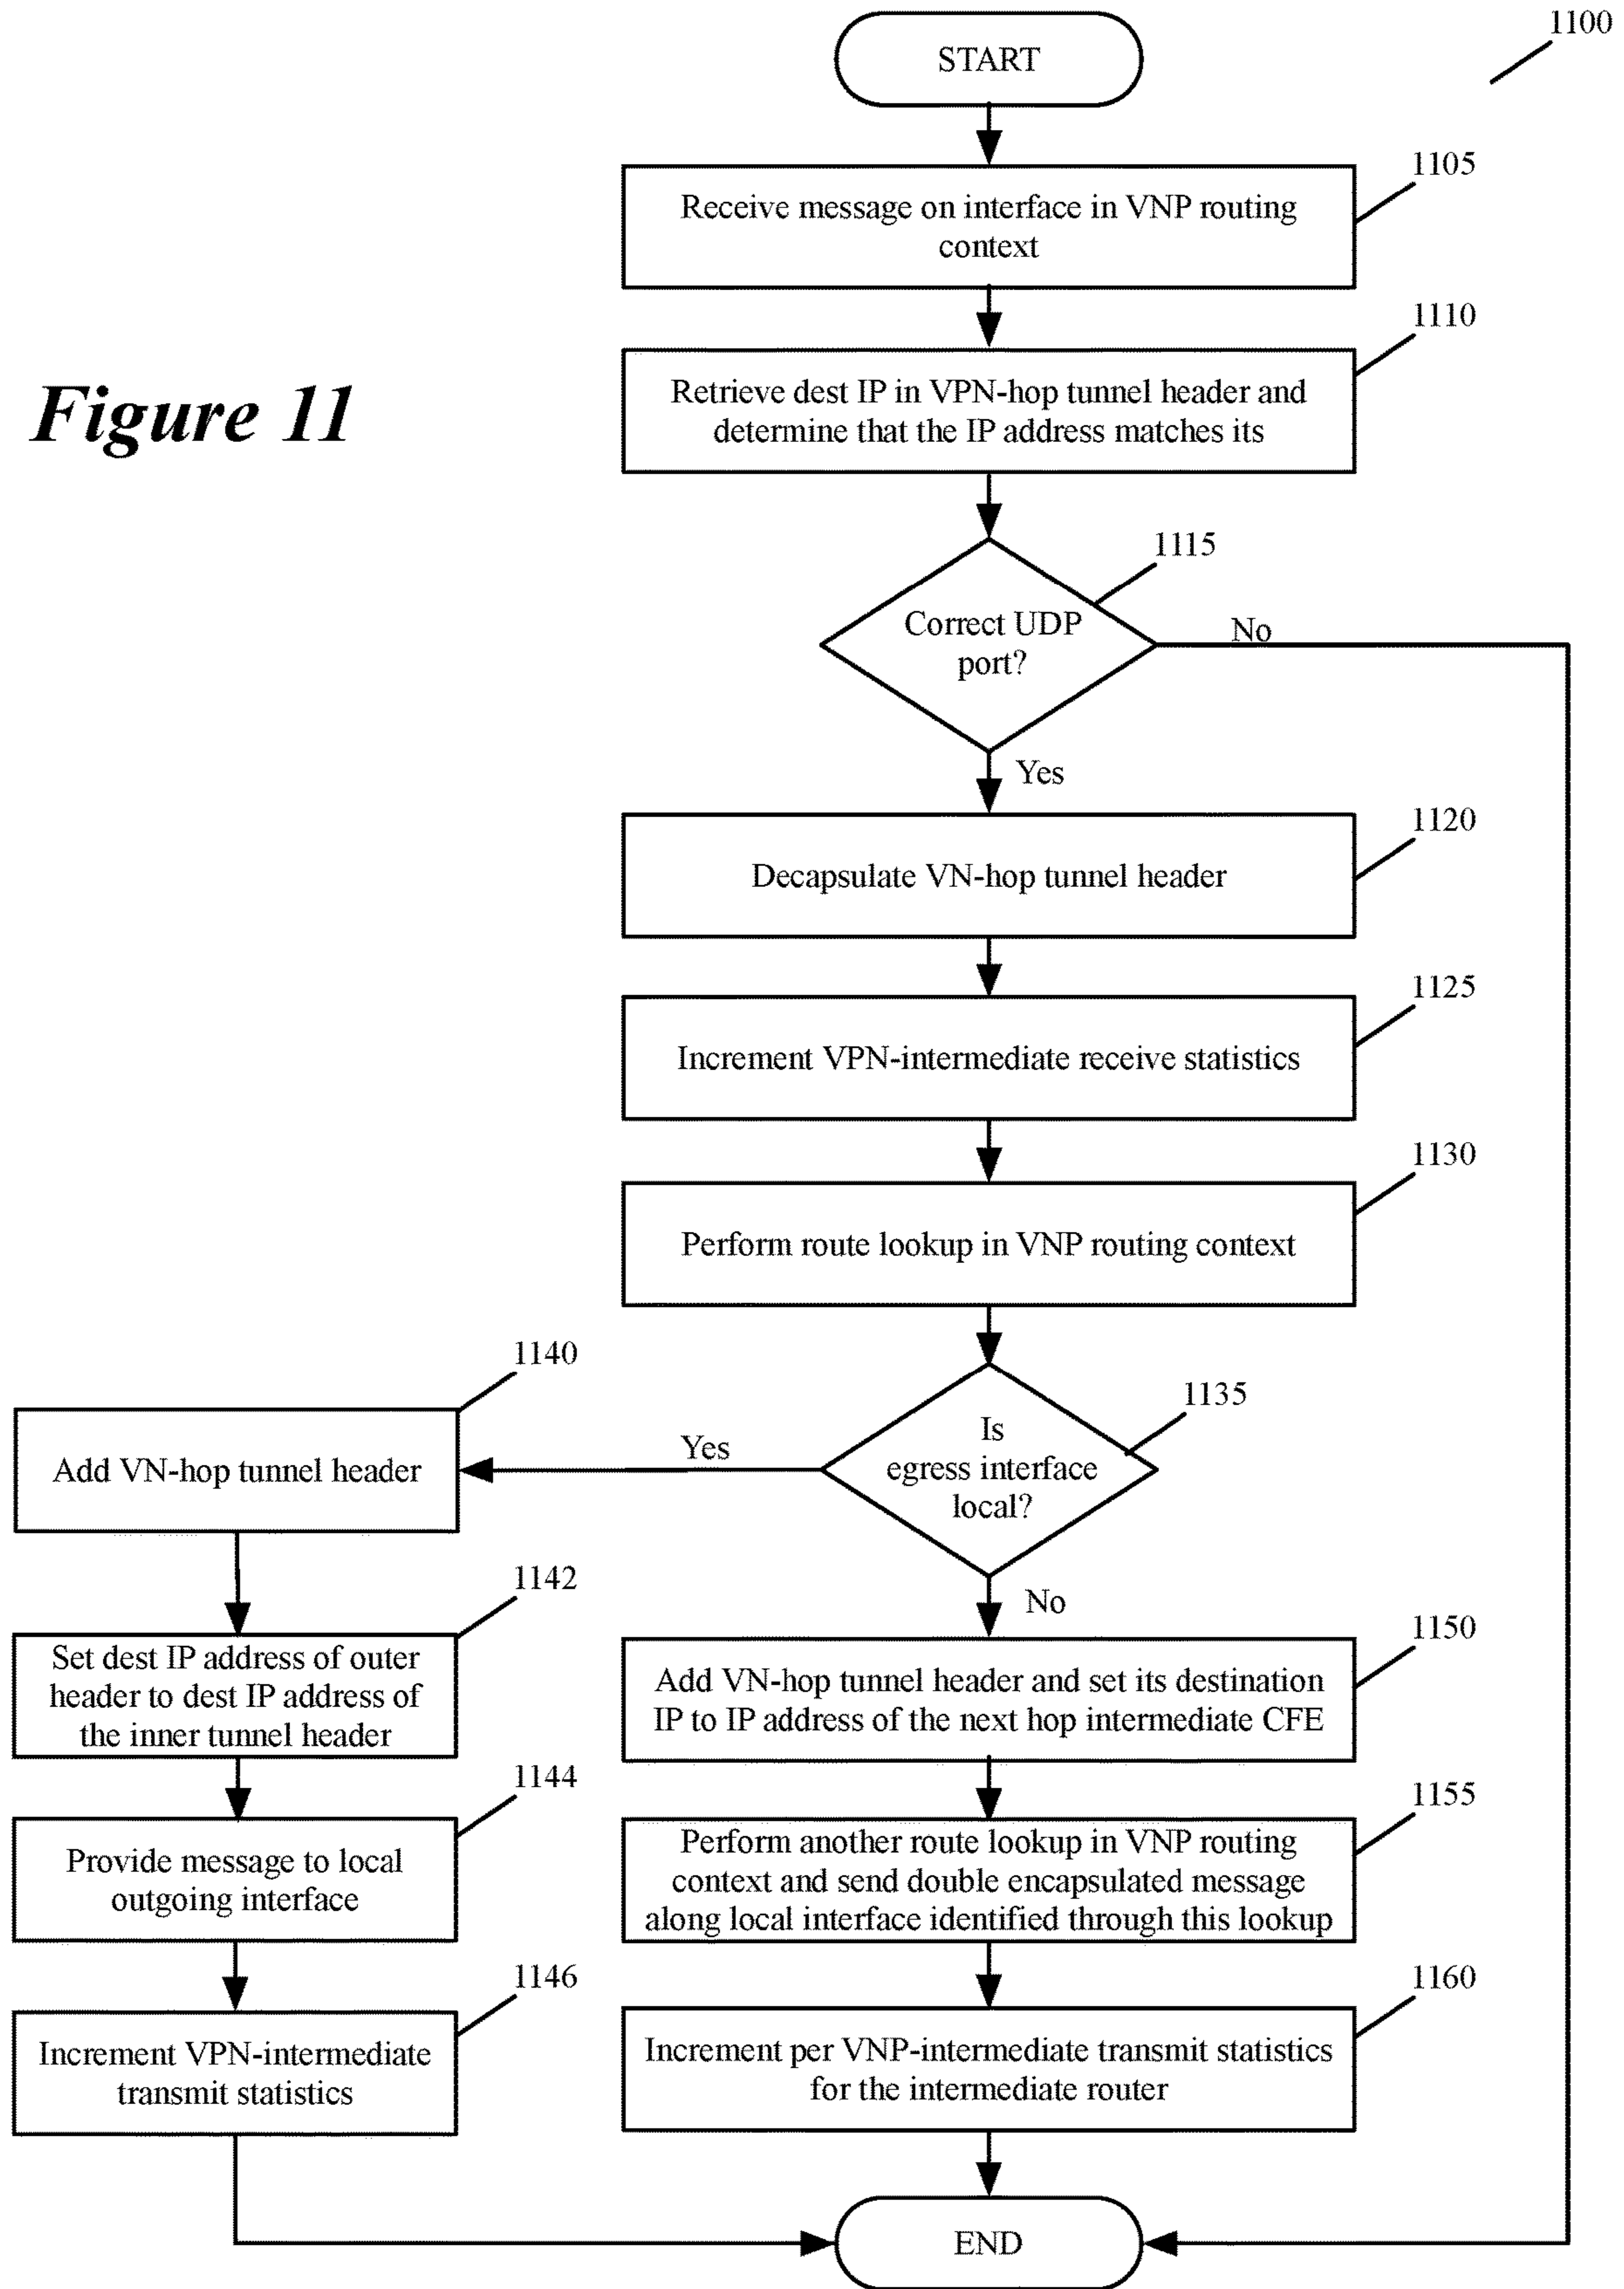 1100
START
1105
Receive message on interface in VNP routing
context
1110
Retrieve dest IP in VPN-hop tunnel header and
determine that the IP address matches its
Figure 11
1115
Correct UDP
port?
No
Yes
1120
Decapsulate VN-hop tunnel header
1125
Increment VPN-intermediate receive statistics
1130
Perform route lookup in VNP routing context
1135
Is
egress interface
local?
Yes
1140
Add VN-hop tunnel header
1142
Set dest IP address of outer
header to dest IP address of
the inner tunnel header
1144
Provide message to local
outgoing interface
1146
Increment VPN-intermediate
transmit statistics
No
1150
Add VN-hop tunnel header and set its destination
IP to IP address of the next hop intermediate CFE
1155
Perform another route lookup in VNP routing
context and send double encapsulated message
along local interface identified through this lookup
1160
Increment per VNP-intermediate transmit statistics
for the intermediate router
END